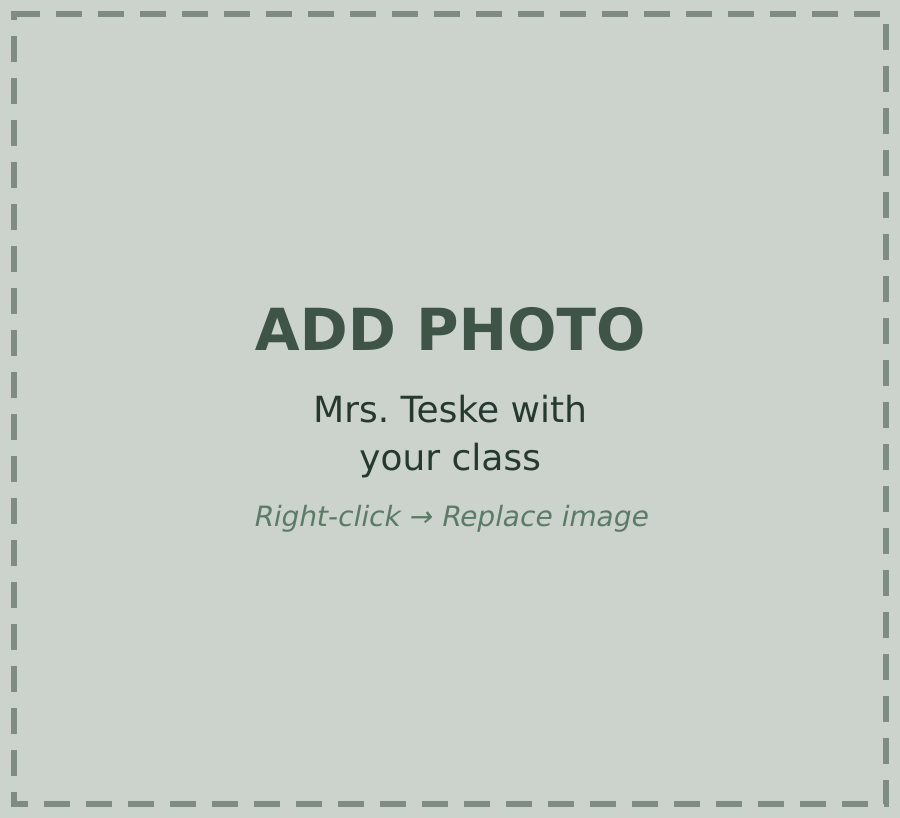 ADD PHOTO
Mrs. Teske with
your class
Right-click → Replace image